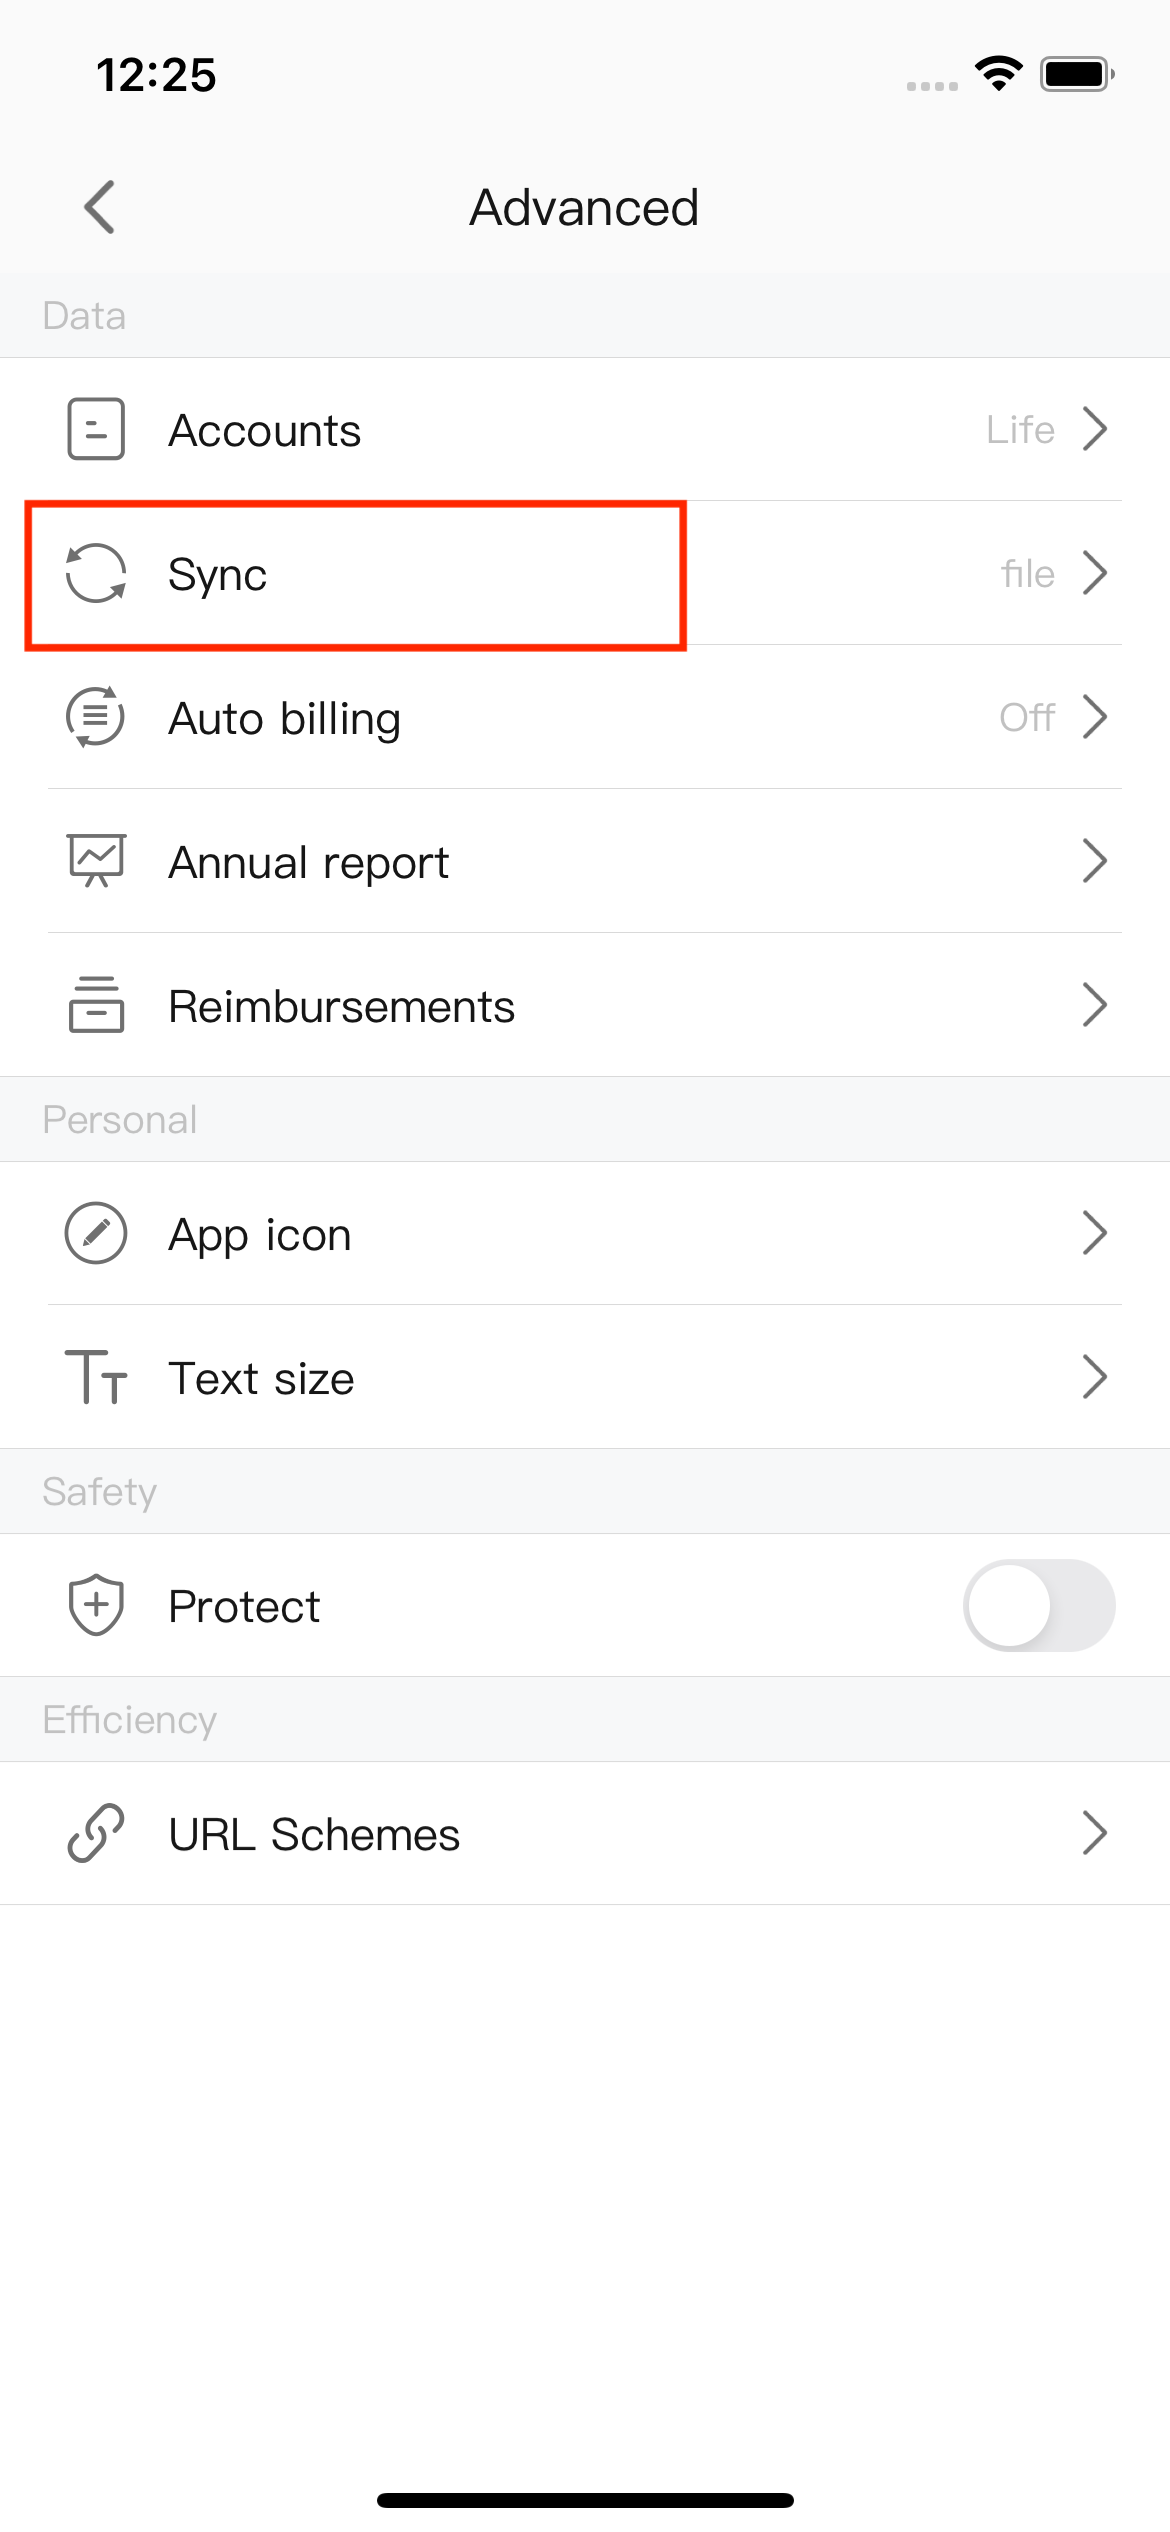 12:25
Advanced
Data
Accounts Life
Sync file
Auto billing Off
Annual report
Reimbursements
Personal
App icon
Text size
Safety
Protect
Efficiency
URL Schemes